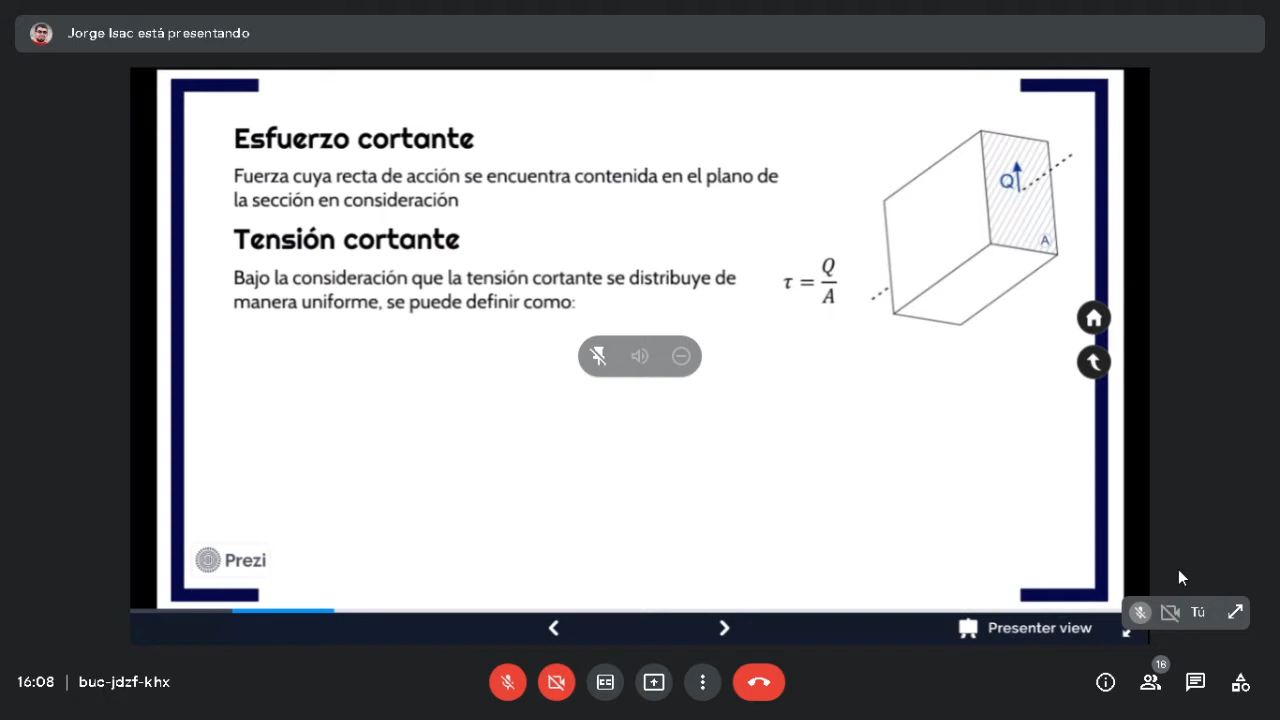 Jorge Isac está presentando
Esfuerzo cortante
Fuerza cuya recta de acción se encuentra contenida en el plano de
la sección en consideración
Tensión cortante
Bajo la consideración que la tensión cortante se distribuye de
manera uniforme, se puede definir como:
τ = Q/A
Q
A
Prezi
Presenter view
Tú
16:08 | buc-jdzf-khx
CC
16